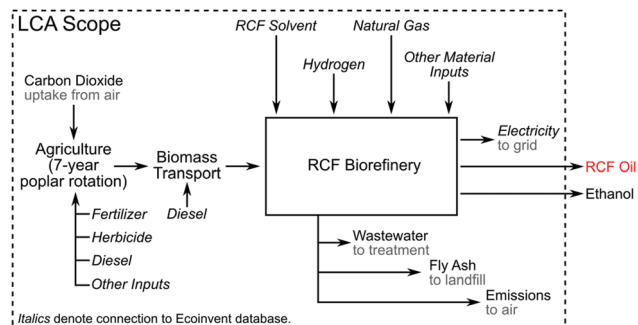 LCA Scope
RCF Solvent
Natural Gas
Hydrogen
Other Material
Inputs
Carbon Dioxide
uptake from air
Agriculture
(7-year
poplar rotation)
Biomass
Transport
RCF Biorefinery
Electricity
to grid
RCF Oil
Ethanol
Fertilizer
Herbicide
Diesel
Other Inputs
Diesel
Wastewater
to treatment
Fly Ash
to landfill
Emissions
to air
Italics denote connection to Ecoinvent database.